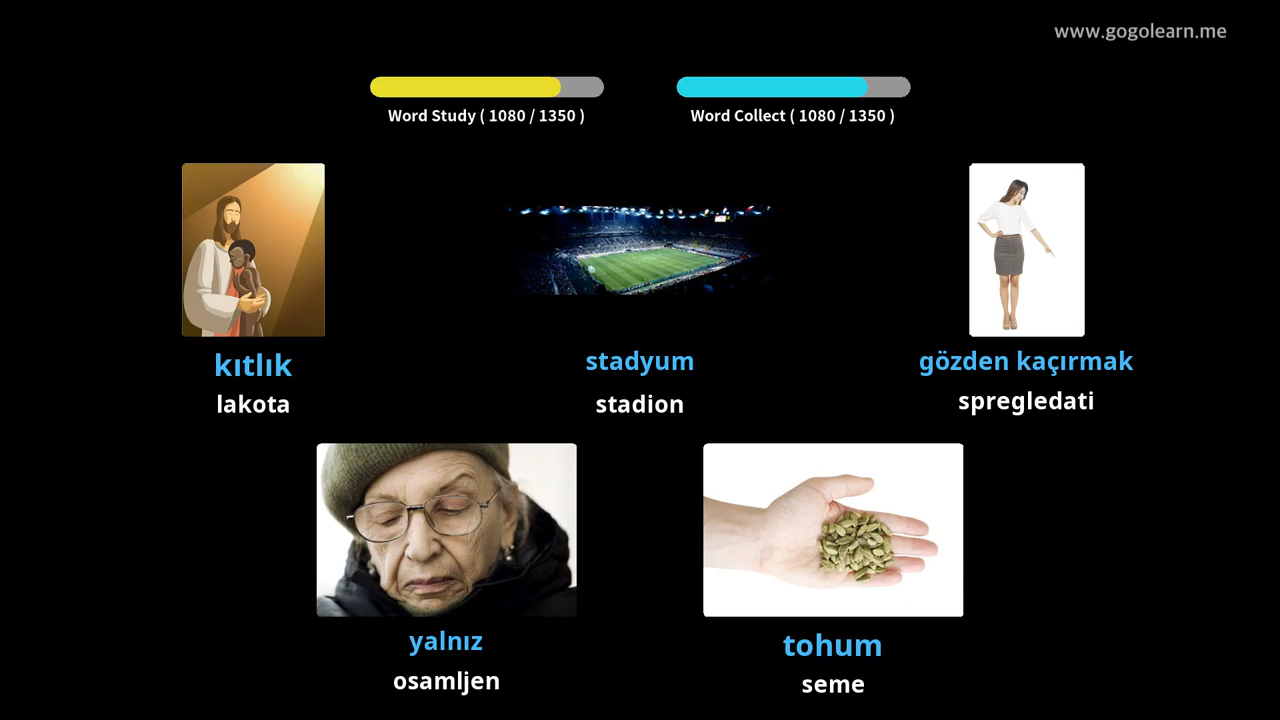 www.gogolearn.me
Word Study ( 1080 / 1350 )
Word Collect ( 1080 / 1350 )
kıtlık
lakota
stadyum
stadion
gözden kaçırmak
spregledati
yalnız
osamljen
tohum
seme